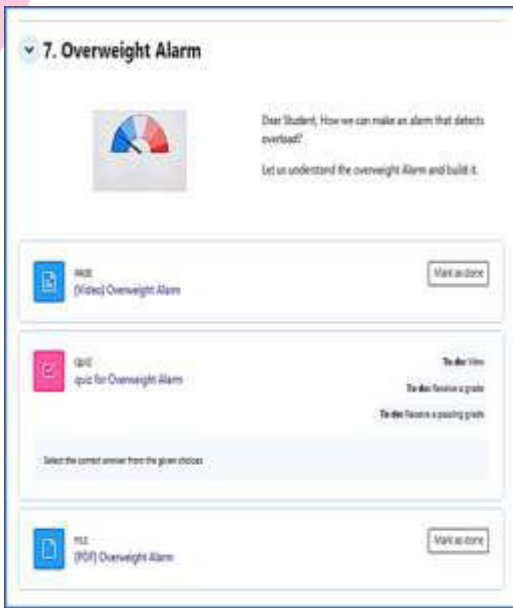 7. Overweight Alarm
Dear Student, How we can make an alarm that detects
overload?
Let us understand the overweight Alarm and build it.
PAGE
(Video) Overweight Alarm
Mark as done
QUIZ
quiz for Overweight Alarm
To do: View
To do: Receive a grade
To do: Receive a passing grade
Select the correct answer from the given choices
FILE
(PDF) Overweight Alarm
Mark as done